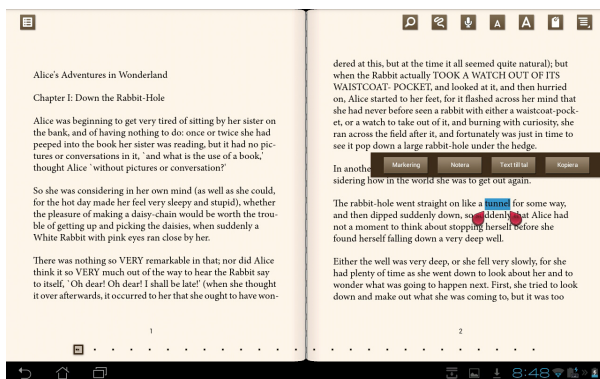 Alice's Adventures in Wonderland
Chapter I: Down the Rabbit-Hole
Alice was beginning to get very tired of sitting by her sister on
the bank, and of having nothing to do: once or twice she had
peeped into the book her sister was reading, but it had no pic-
tures or conversations in it, `and what is the use of a book,'
thought Alice `without pictures or conversation?'
So she was considering in her own mind (as well as she could,
for the hot day made her feel very sleepy and stupid), whether
the pleasure of making a daisy-chain would be worth the trou-
ble of getting up and picking the daisies, when suddenly a
White Rabbit with pink eyes ran close by her.
There was nothing so VERY remarkable in that; nor did Alice
think it so VERY much out of the way to hear the Rabbit say
to itself, `Oh dear! Oh dear! I shall be late!' (when she thought
it over afterwards, it occurred to her that she ought to have won-
1
A
A
dered at this, but at the time it all seemed quite natural); but
when the Rabbit actually TOOK A WATCH OUT OF ITS
WAISTCOAT- POCKET, and looked at it, and then hurried
on, Alice started to her feet, for it flashed across her mind that
she had never before seen a rabbit with either a waistcoat-pock-
et, or a watch to take out of it, and burning with curiosity, she
ran across the field after it, and fortunately was just in time to
see it pop down a large rabbit-hole under the hedge.
Markering Notera Text till tal Kopiera
In anothe
sidering how in the world she was to get out again.
The rabbit-hole went straight on like a tunnel for some way,
and then dipped suddenly down, so suddenly that Alice had
not a moment to think about stopping herself before she
found herself falling down a very deep well.
Either the well was very deep, or she fell very slowly, for she
had plenty of time as she went down to look about her and to
wonder what was going to happen next. First, she tried to look
down and make out what she was coming to, but it was too
2
8:48